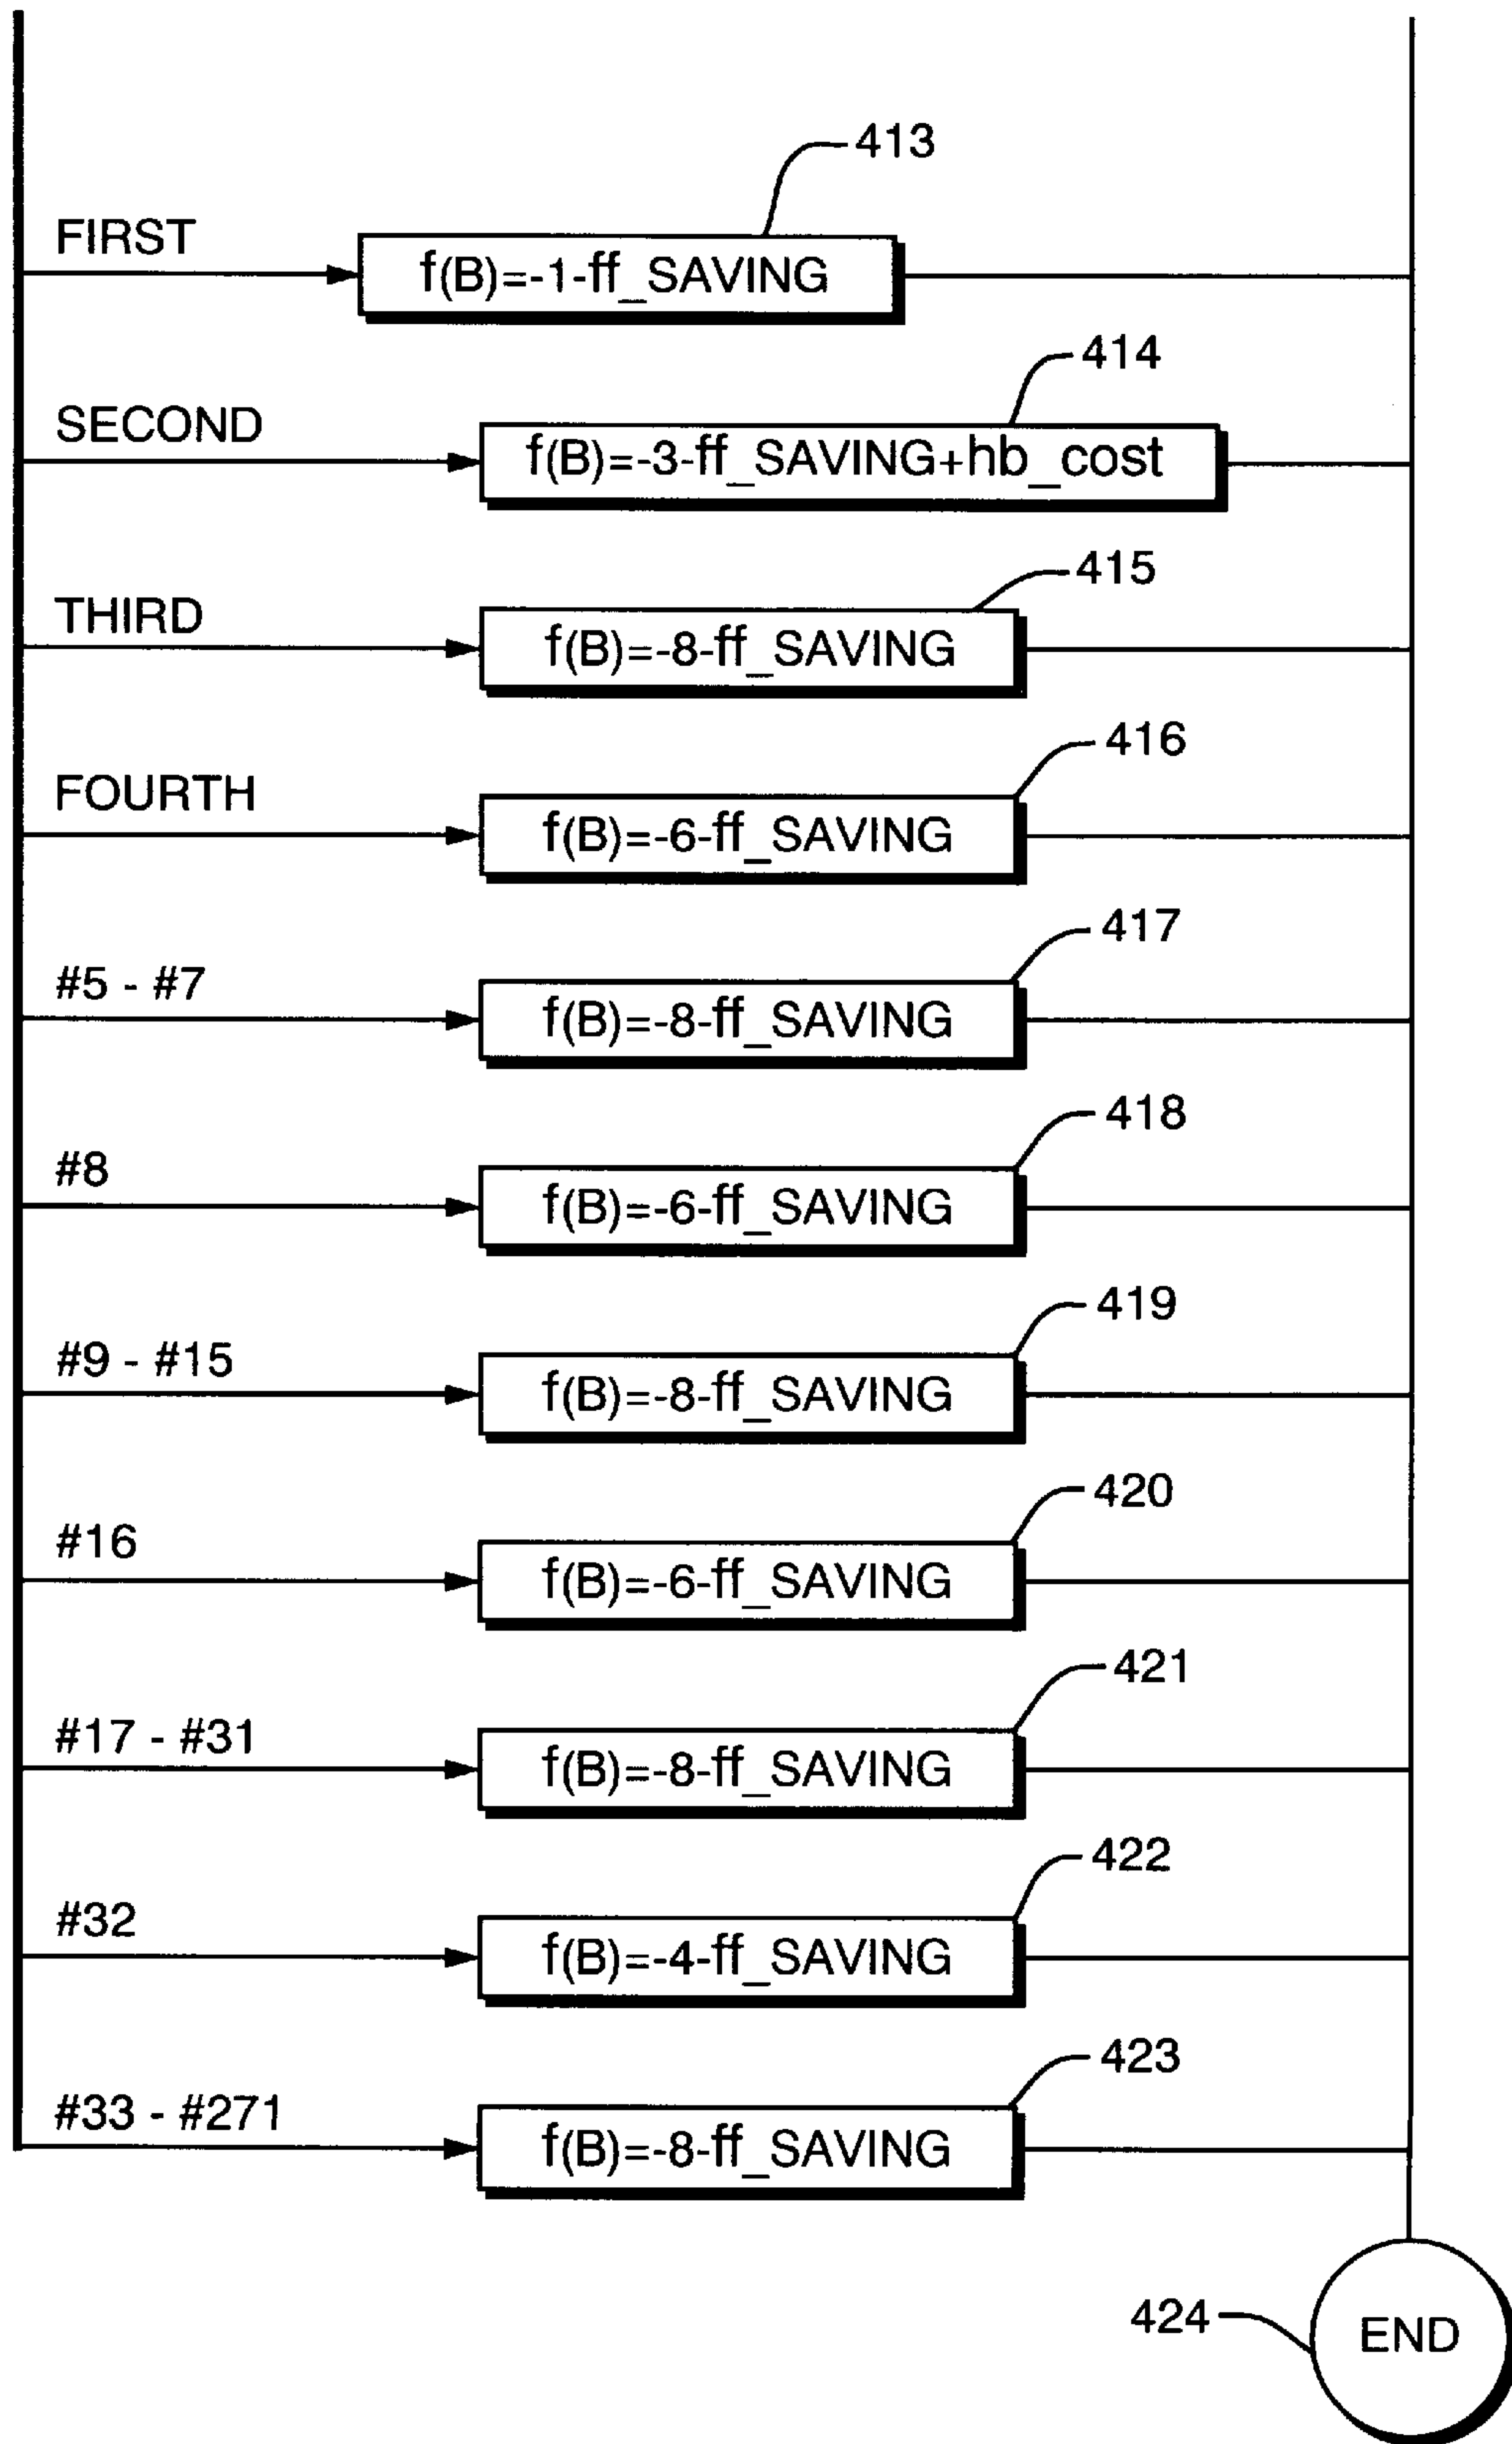 413
FIRST
f(B)=-1-ff_SAVING
414
SECOND
f(B)=-3-ff_SAVING+hb_cost
415
THIRD
f(B)=-8-ff_SAVING
416
FOURTH
f(B)=-6-ff_SAVING
417
#5 - #7
f(B)=-8-ff_SAVING
418
#8
f(B)=-6-ff_SAVING
419
#9 - #15
f(B)=-8-ff_SAVING
420
#16
f(B)=-6-ff_SAVING
421
#17 - #31
f(B)=-8-ff_SAVING
422
#32
f(B)=-4-ff_SAVING
423
#33 - #271
f(B)=-8-ff_SAVING
424
END